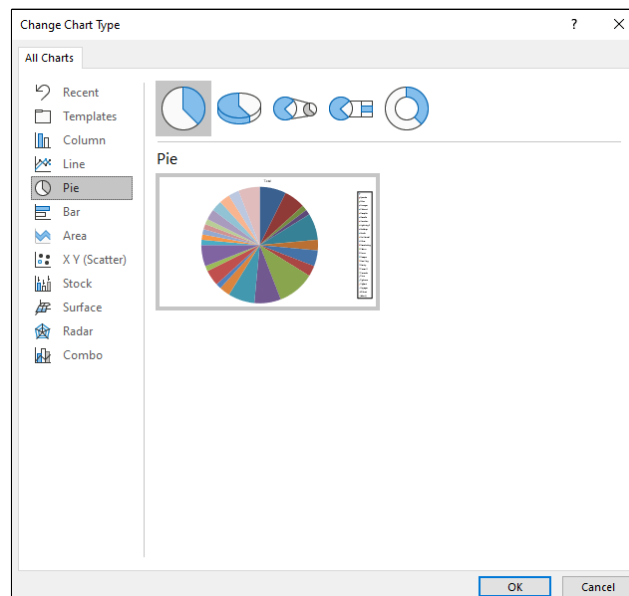 Change Chart Type
?
All Charts
Recent
Templates
Column
Line
Pie
Bar
Area
X Y (Scatter)
Stock
Surface
Radar
Combo
Pie
OK
Cancel